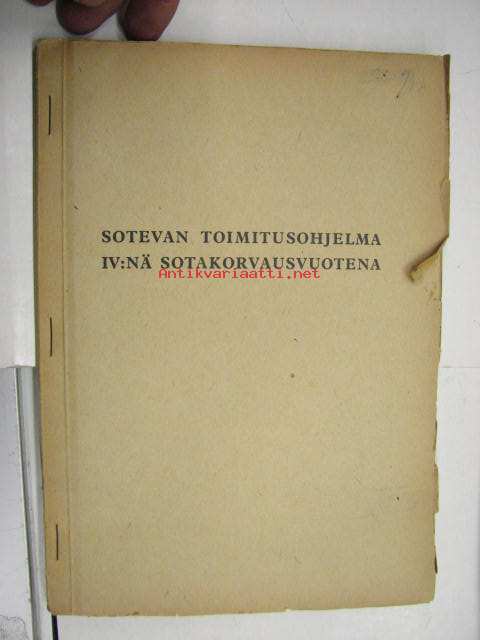 SOTEVAN TOIMITUSOHJELMA
IV:NÄ SOTAKORVAUSVUOTENA
Antikvariaatti.net